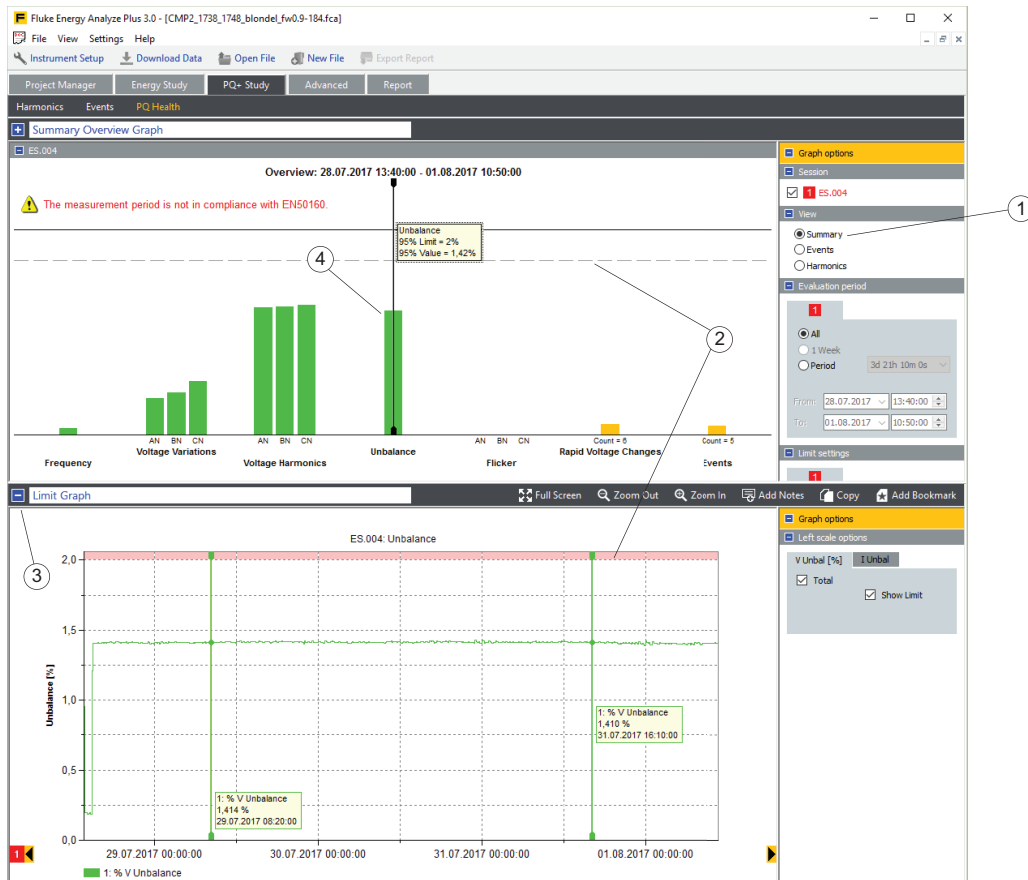 Fluke Energy Analyze Plus 3.0 - [CMP2_1738_1748_blondel_fw0.9-184.fca]
File View Settings Help
Instrument Setup Download Data Open File New File Export Report
Project Manager Energy Study PQ+ Study Advanced Report
Harmonics Events PQ Health
Summary Overview Graph
ES.004
Overview: 28.07.2017 13:40:00 - 01.08.2017 10:50:00
The measurement period is not in compliance with EN50160.
Unbalance
95% Limit = 2%
95% Value = 1,42%
4
2
AN BN CN AN BN CN AN BN CN Count = 6 Count = 5
Frequency Voltage Variations Voltage Harmonics Unbalance Flicker Rapid Voltage Changes Events
Graph options
Session
1 ES.004
View
Summary
Events
Harmonics
1
Evaluation period
1
All
1 Week
Period 3d 21h 10m 0s
From: 28.07.2017 13:40:00
To: 01.08.2017 10:50:00
Limit settings
1
Limit Graph Full Screen Zoom Out Zoom In Add Notes Copy Add Bookmark
3
ES.004: Unbalance
2,0
1,5
1,0
0,5
0,0
Unbalance [%]
1: % V Unbalance
1,410 %
31.07.2017 16:10:00
1: % V Unbalance
1,414 %
29.07.2017 08:20:00
1
29.07.2017 00:00:00 30.07.2017 00:00:00 31.07.2017 00:00:00 01.08.2017 00:00:00
1: % V Unbalance
Graph options
Left scale options
V Unbal [%] I Unbal
Total
Show Limit